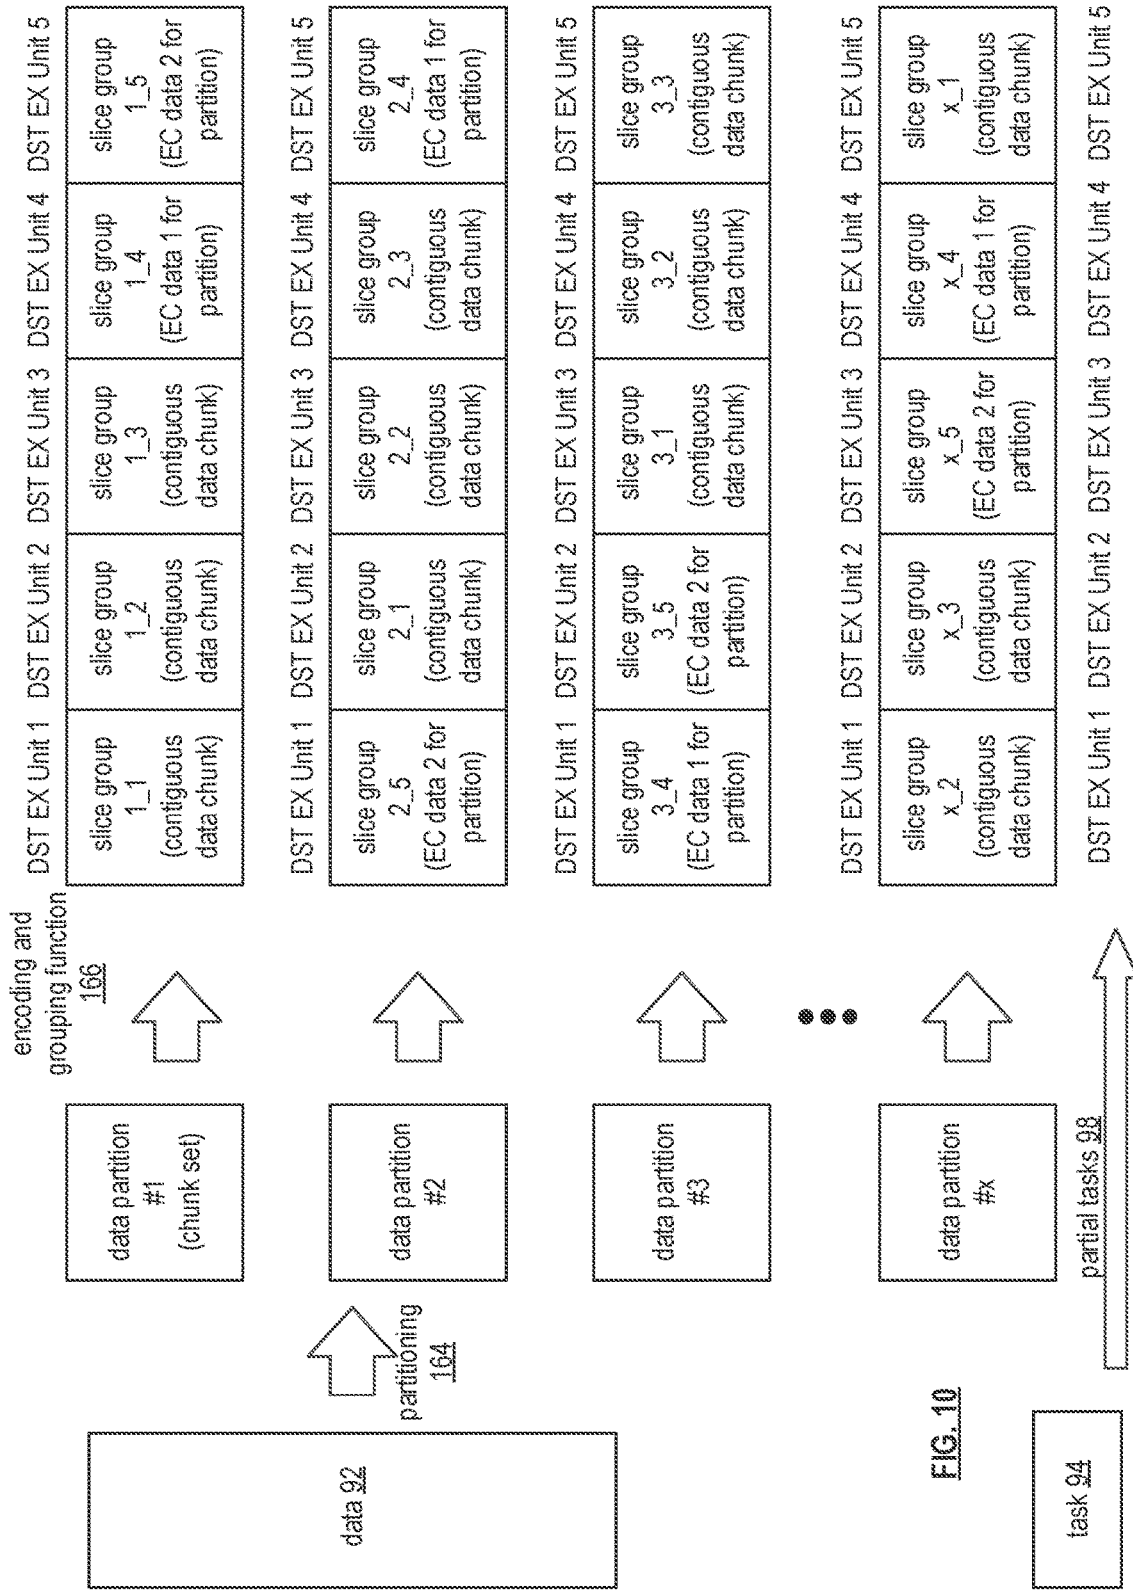 data 92
partitioning
164
data partition
#1
(chunk set)
data partition
#2
data partition
#3
data partition
#x
encoding and
grouping function
166
DST EX Unit 1
DST EX Unit 2
DST EX Unit 3
DST EX Unit 4
DST EX Unit 5
slice group
1_1
(contiguous
data chunk)
slice group
1_2
(contiguous
data chunk)
slice group
1_3
(contiguous
data chunk)
slice group
1_4
(EC data 1 for
partition)
slice group
1_5
(EC data 2 for
partition)
DST EX Unit 1
DST EX Unit 2
DST EX Unit 3
DST EX Unit 4
DST EX Unit 5
slice group
2_5
(EC data 2 for
partition)
slice group
2_1
(contiguous
data chunk)
slice group
2_2
(contiguous
data chunk)
slice group
2_3
(contiguous
data chunk)
slice group
2_4
(EC data 1 for
partition)
DST EX Unit 1
DST EX Unit 2
DST EX Unit 3
DST EX Unit 4
DST EX Unit 5
slice group
3_4
(EC data 1 for
partition)
slice group
3_5
(EC data 2 for
partition)
slice group
3_1
(contiguous
data chunk)
slice group
3_2
(contiguous
data chunk)
slice group
3_3
(contiguous
data chunk)
DST EX Unit 1
DST EX Unit 2
DST EX Unit 3
DST EX Unit 4
DST EX Unit 5
slice group
x_2
(contiguous
data chunk)
slice group
x_3
(contiguous
data chunk)
slice group
x_5
(EC data 2 for
partition)
slice group
x_4
(EC data 1 for
partition)
slice group
x_1
(contiguous
data chunk)
FIG. 10
task 94
partial tasks 98
DST EX Unit 1
DST EX Unit 2
DST EX Unit 3
DST EX Unit 4
DST EX Unit 5